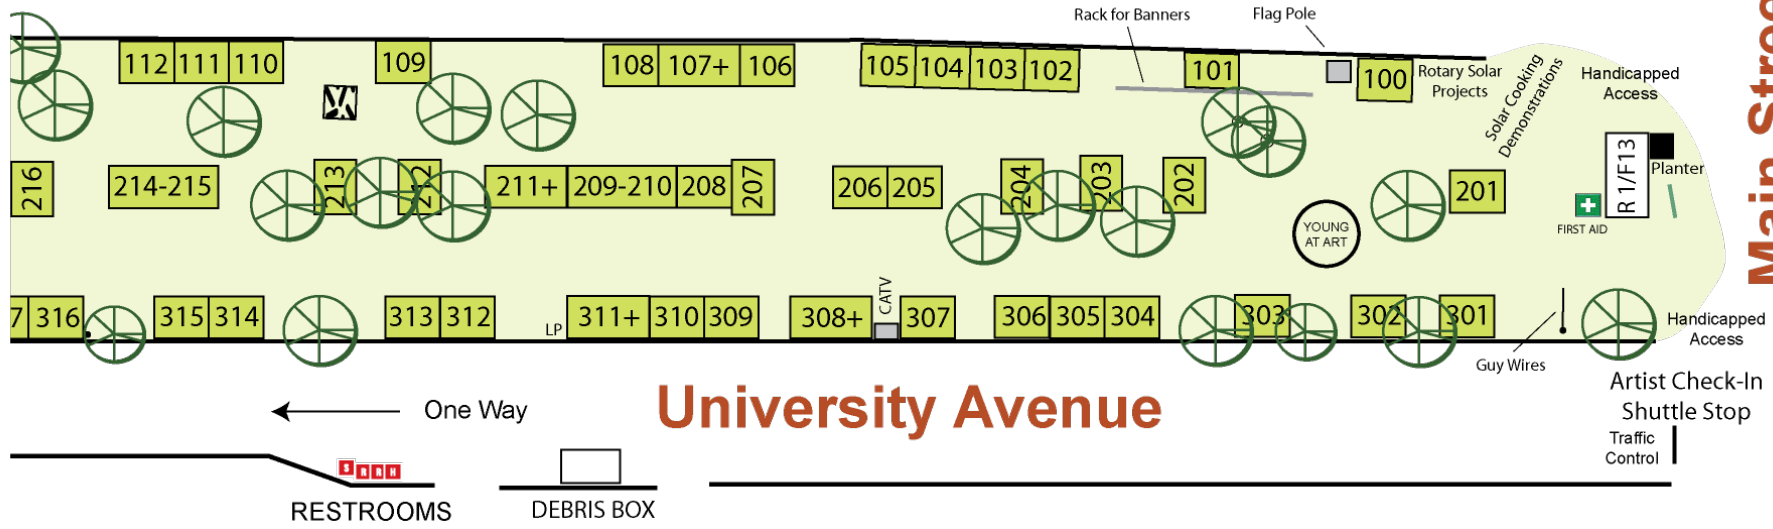 Rack for Banners
Flag Pole
112 111 110
109
108 107+ 106
105 104 103 102
101
100
Rotary Solar
Projects
Solar Cooking
Demonstrations
Handicapped
Access
Main Stree
216
214-215
213
212
211+ 209-210 208 207
206 205
204
203
202
201
YOUNG
AT ART
FIRST AID
R 1/F13
Planter
7 316
315 314
313 312
LP
311+ 310 309
308+
CATV
307
306 305 304
303
302
301
Guy Wires
Handicapped
Access
Artist Check-In
Shuttle Stop
Traffic
Control
One Way
University Avenue
RESTROOMS
DEBRIS BOX